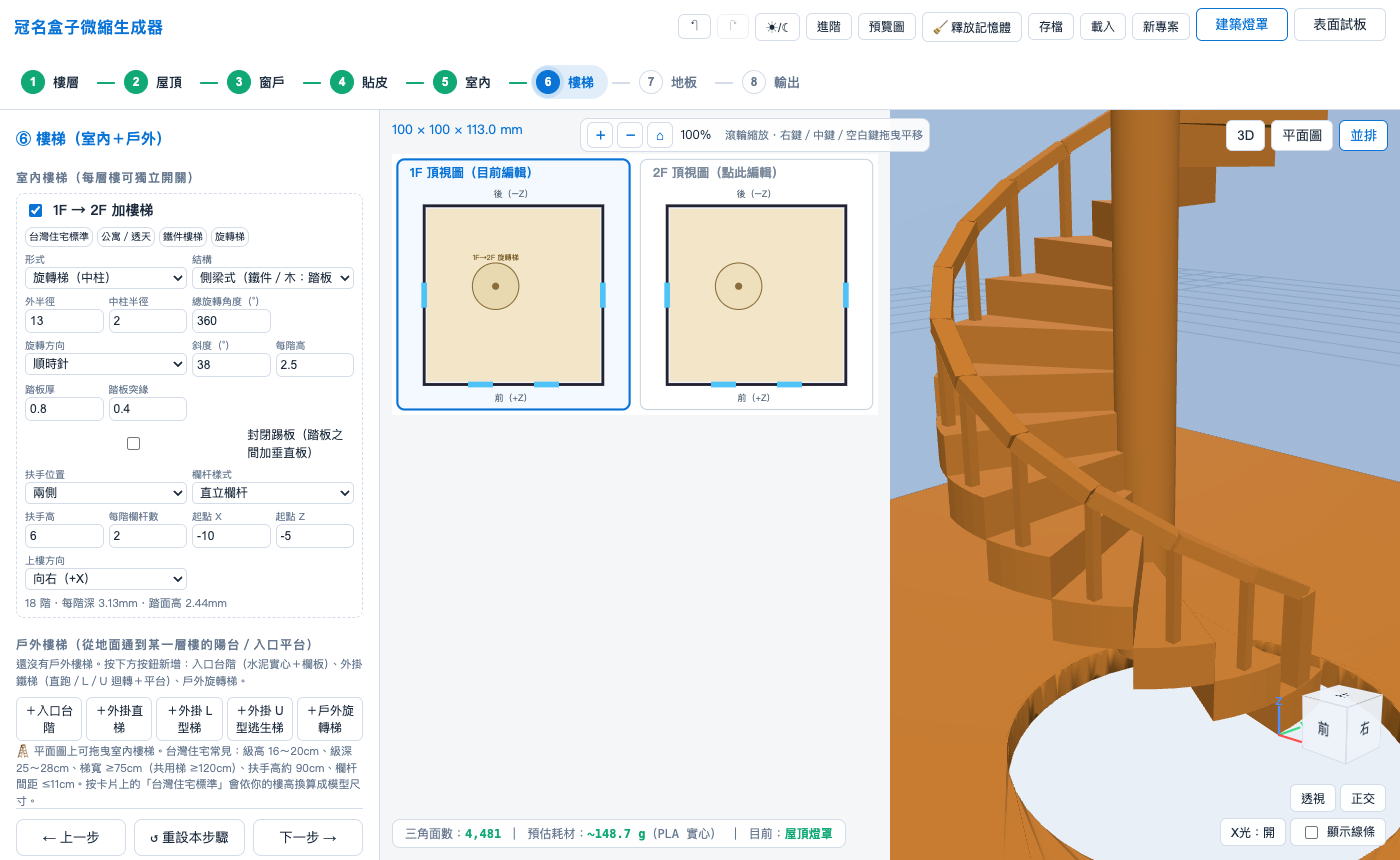 冠名盒子微縮生成器
☀/☾
進階
預覽圖
🧹 釋放記憶體
存檔
載入
新專案
建築燈罩
表面試板
1 樓層
2 屋頂
3 窗戶
4 貼皮
5 室內
6 樓梯
7 地板
8 輸出
⑥ 樓梯（室內＋戶外）
室內樓梯（每層樓可獨立開關）
1F → 2F 加樓梯
台灣住宅標準 公寓 / 透天 鐵件樓梯 旋轉梯
形式 結構
旋轉梯（中柱） 側梁式（鐵件 / 木：踏板
外半徑 中柱半徑 總旋轉角度（°）
13 2 360
旋轉方向 斜度（°） 每階高
順時針 38 2.5
踏板厚 踏板突緣
0.8 0.4
封閉踢板（踏板之
間加垂直板）
扶手位置 欄杆樣式
兩側 直立欄杆
扶手高 每階欄杆數 起點 X 起點 Z
6 2 -10 -5
上樓方向
向右（+X）
18 階 · 每階深 3.13mm · 踏面高 2.44mm
戶外樓梯（從地面通到某一層樓的陽台 / 入口平台）
還沒有戶外樓梯。按下方按鈕新增：入口台階（水泥實心＋欄板）、外掛
鐵梯（直跑 / L / U 迴轉＋平台）、戶外旋轉梯。
＋入口台
階
＋外掛直
梯
＋外掛 L
型梯
＋外掛 U
型逃生梯
＋戶外旋
轉梯
🪜 平面圖上可拖曳室內樓梯。台灣住宅常見：級高 16～20cm、級深
25～28cm、梯寬 ≥75cm（共用梯 ≥120cm）、扶手高約 90cm、欄杆
間距 ≤11cm。按卡片上的「台灣住宅標準」會依你的樓高換算成模型尺
寸。
← 上一步
↺ 重設本步驟
下一步 →
100 × 100 × 113.0 mm
+ − ⌂ 100% 滾輪縮放 · 右鍵 / 中鍵 / 空白鍵拖曳平移
1F 頂視圖（目前編輯）
後（—Z）
1F→2F 旋轉梯
前（+Z）
2F 頂視圖（點此編輯）
後（—Z）
前（+Z）
三角面數：4,481 | 預估耗材：~148.7 g (PLA 實心) | 目前：屋頂燈罩
3D
平面圖
並排
Z
前
右
透視
正交
X光：開
顯示線條